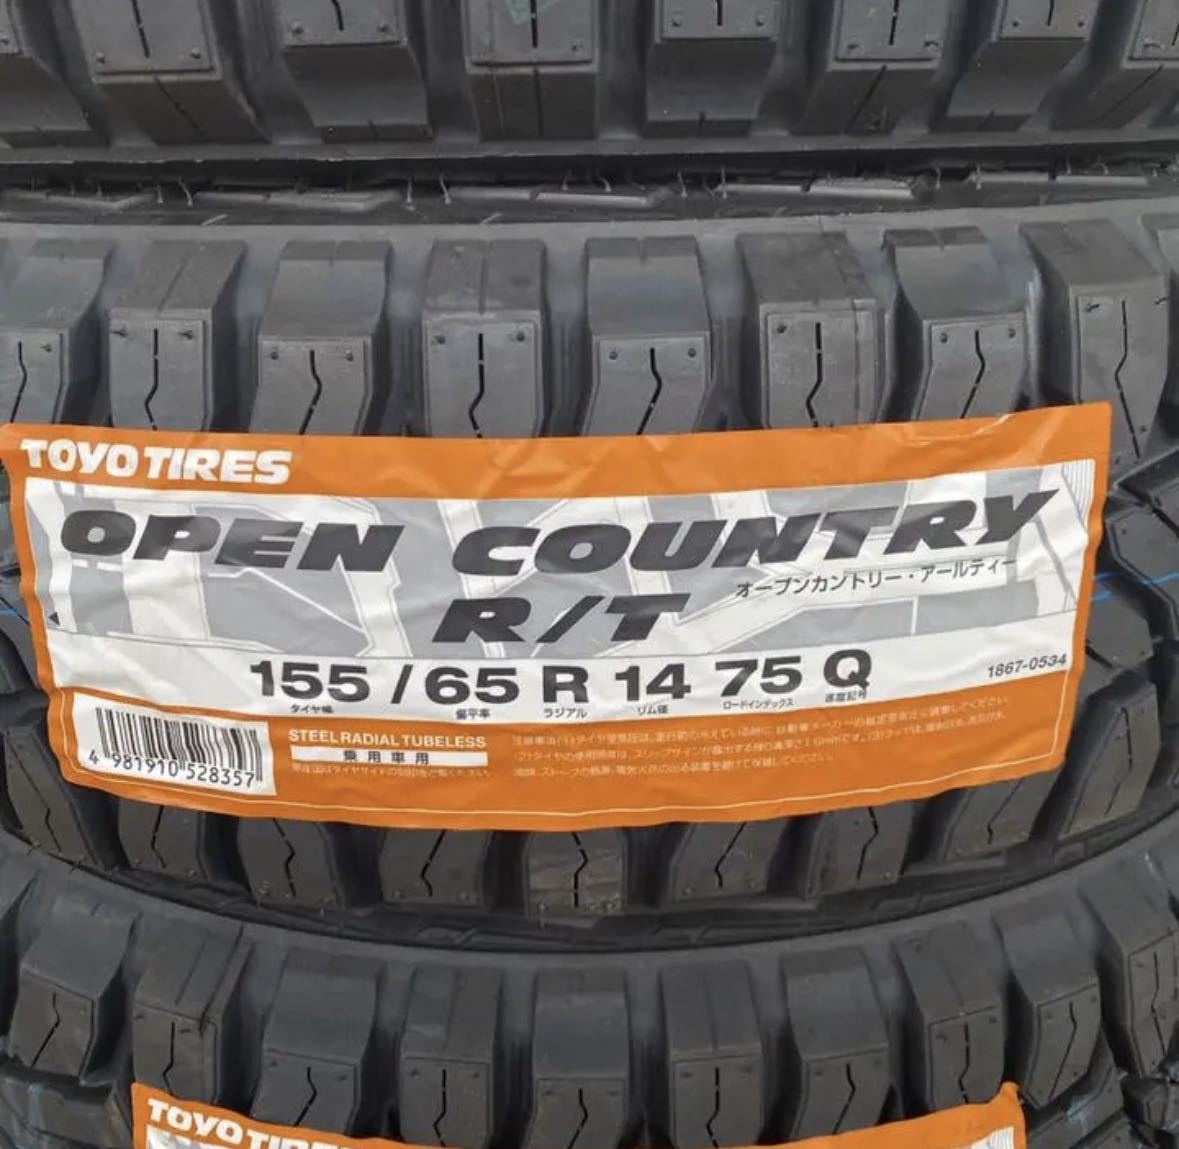 TOYO TIRES
OPEN COUNTRY
R/T
オープンカントリー・アールティー
155 / 65 R 14 75 Q
タイヤ幅 偏平率 ラジアル リム径 ロードインデックス 速度記号
1867-0534
4 981910 528357
STEEL RADIAL TUBELESS
乗用車用
TOYO TIRES